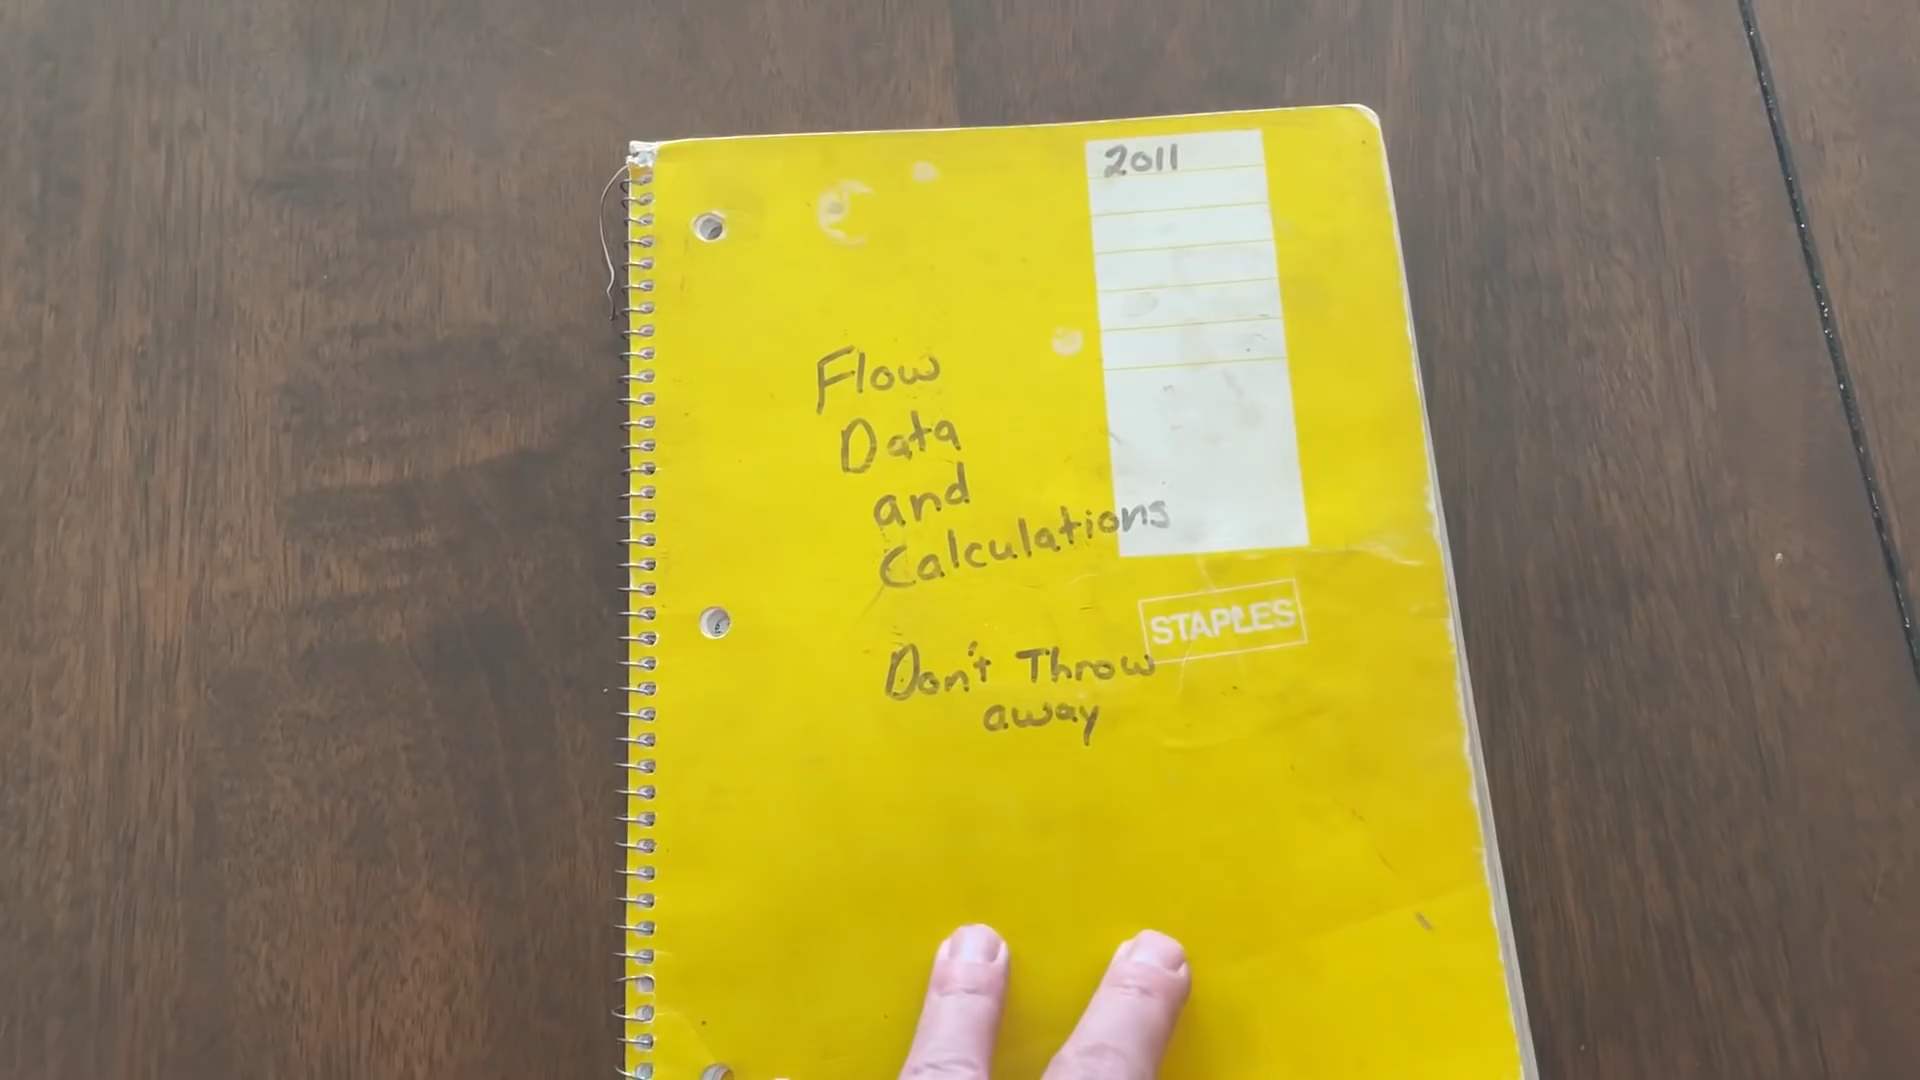 2011
Flow
Data
and
Calculations
STAPLES
Don't Throw
away